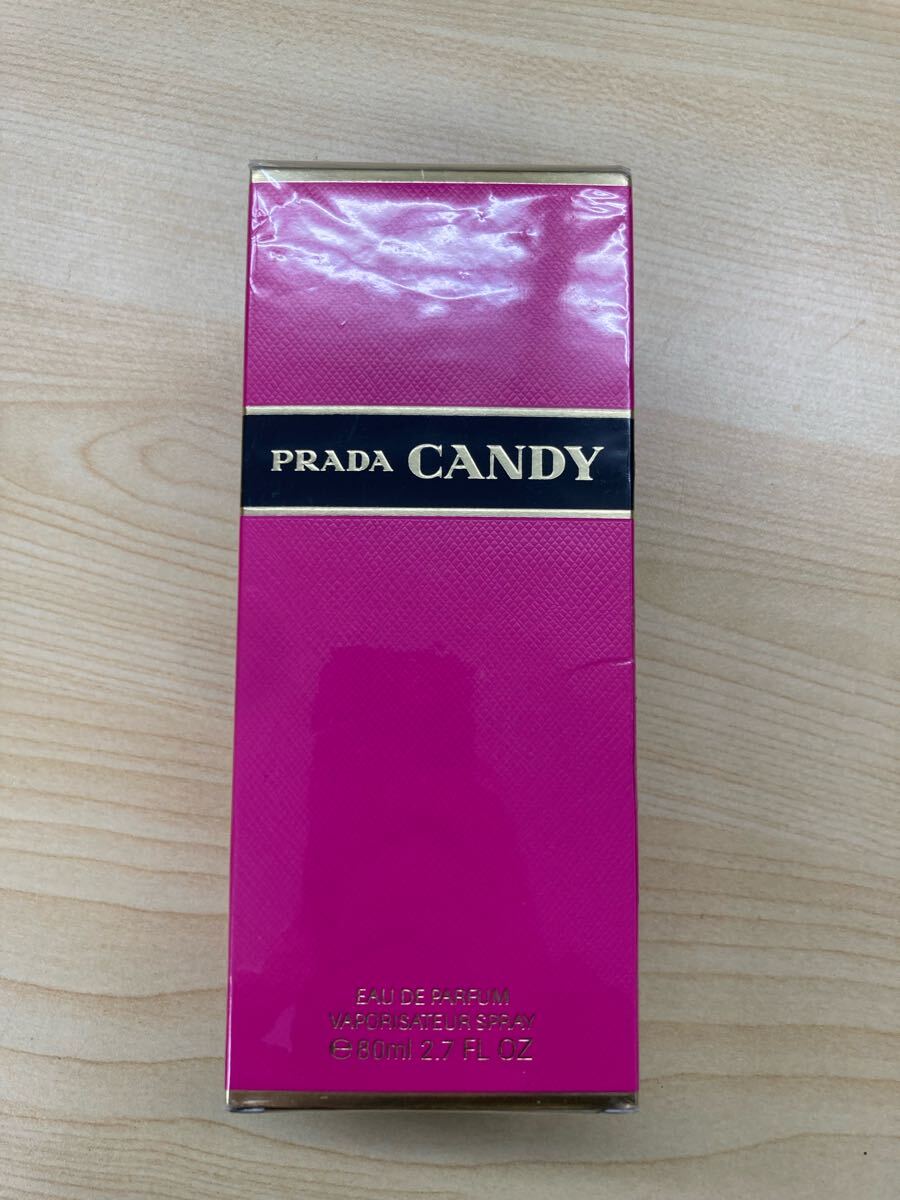 PRADA CANDY
EAU DE PARFUM
VAPORISATEUR SPRAY
℮80ml 2.7 FL OZ